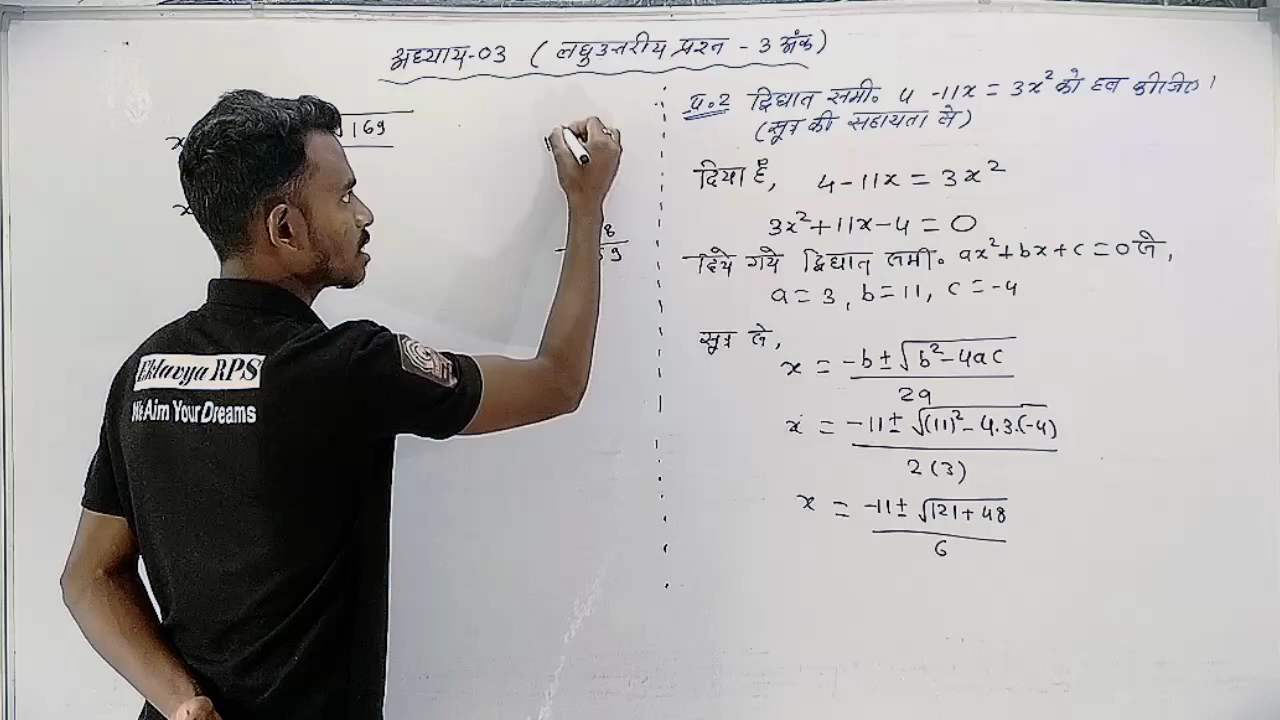 अध्याय-03 ( लघुउत्तरीय प्रश्न - 3 अंक)
प्र.2 द्विघात समी. 4 -11x = 3x² को हल कीजिए।
(सूत्र की सहायता से)
दिया है, 4-11x = 3x²
3x²+11x-4 = 0
दिये गये द्विघात समी. ax²+bx+c=0 से,
a=3, b=11, c=-4
सूत्र से,
x = -b±√b²-4ac
2a
x = -11± √(11)²-4.3.(-4)
2(3)
x = -11± √121+48
6
x
√169
x
8
69
Eklavya RPS
We Aim Your Dreams